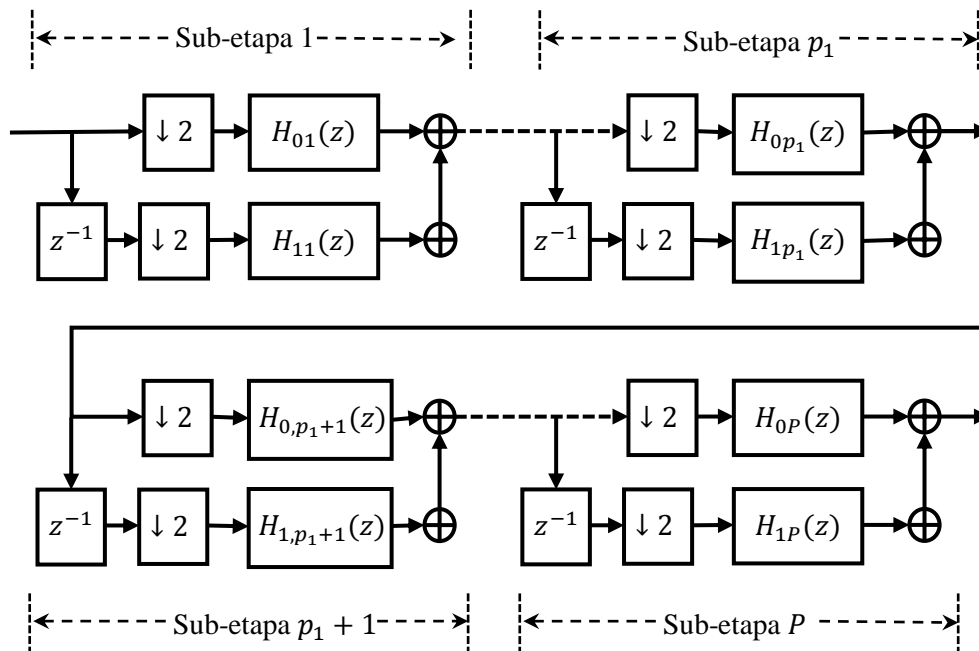 Sub-etapa 1
Sub-etapa p₁
↓ 2
H₀₁(z)
↓ 2
H₀ₚ₁(z)
z⁻¹
↓ 2
H₁₁(z)
z⁻¹
↓ 2
H₁ₚ₁(z)
↓ 2
H₀,ₚ₁₊₁(z)
↓ 2
H₀P(z)
z⁻¹
↓ 2
H₁,ₚ₁₊₁(z)
z⁻¹
↓ 2
H₁P(z)
Sub-etapa p₁ + 1
Sub-etapa P